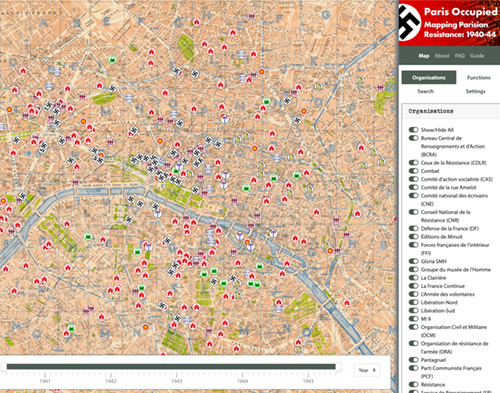 Paris Occupied
Mapping Parisian
Resistance: 1940-44
Map About FAQ Guide
Organisations Functions
Search Settings
Organisations
Show/Hide All
Bureau Central de
Renseignements et d'Action
(BCRA)
Ceux de la Résistance (CDLR)
Combat
Comité d'action socialiste (CAS)
Comité de la rue Amelot
Comité national des écrivains
(CNE)
Conseil National de la
Résistance (CNR)
Défense de la France (DF)
Éditions de Minuit
Forces françaises de l'intérieur
(FFI)
Gloria SMH
Groupe du musée de l'Homme
La Clairière
La France Continue
L'Armée des volontaires
Libération-Nord
Libération-Sud
MI 9
Organisation Civil et Militaire
(OCM)
Organisation de résistance de
l'armée (ORA)
Pantagruel
Parti Communiste Français
(PCF)
Résistance
Year
1941 1942 1943 1944 1945